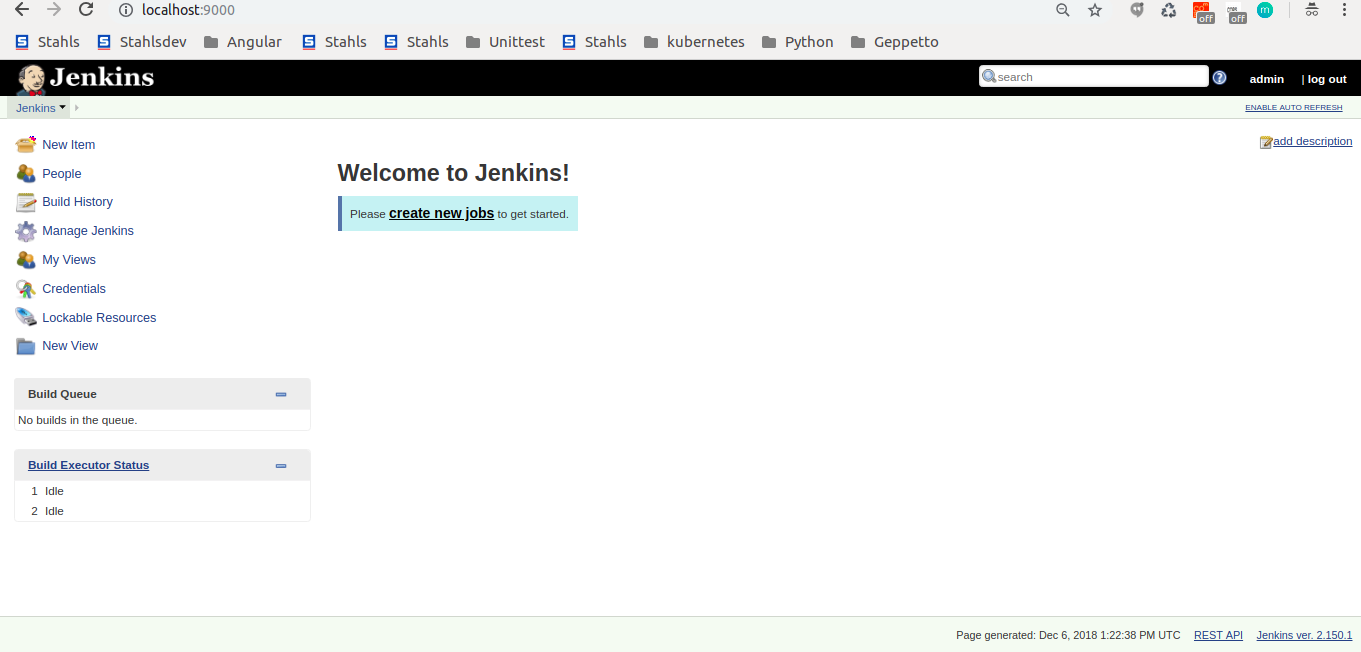 localhost:9000
off
off
m
Stahls Stahlsdev Angular Stahls Stahls Unittest Stahls kubernetes Python Geppetto
Jenkins
search
admin | log out
Jenkins
ENABLE AUTO REFRESH
New Item
People
Build History
Manage Jenkins
My Views
Credentials
Lockable Resources
New View
add description
Welcome to Jenkins!
Please create new jobs to get started.
Build Queue
No builds in the queue.
Build Executor Status
1 Idle
2 Idle
Page generated: Dec 6, 2018 1:22:38 PM UTC REST API Jenkins ver. 2.150.1